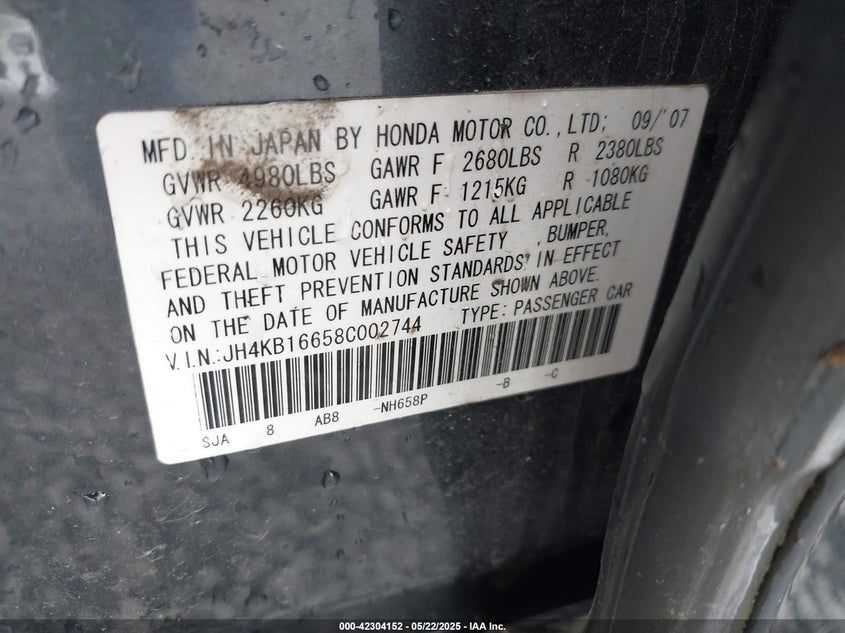 MFD. IN JAPAN BY HONDA MOTOR CO.,LTD; 09/'07
GVWR 4980LBS GAWR F 2680LBS R 2380LBS
GVWR 2260KG GAWR F 1215KG R 1080KG
THIS VEHICLE CONFORMS TO ALL APPLICABLE
FEDERAL MOTOR VEHICLE SAFETY , BUMPER,
AND THEFT PREVENTION STANDARDS IN EFFECT
ON THE DATE OF MANUFACTURE SHOWN ABOVE.
V.I.N.:JH4KB16658C002744 TYPE: PASSENGER CAR
SJA 8 AB8 -NH658P -B -C
000-42304152 - 05/22/2025 - IAA Inc.